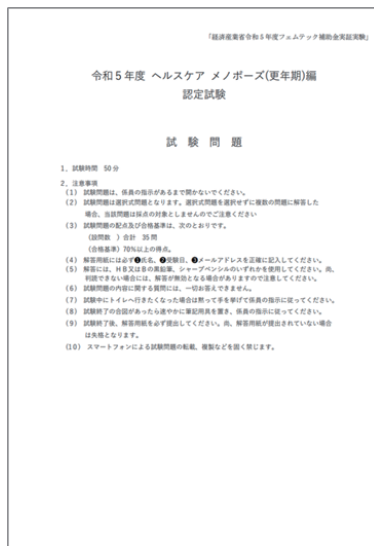 「経済産業省令和5年度フェムテック補助金実証実験」
令和5年度 ヘルスケア メノポーズ(更年期)編
認定試験
試 験 問 題
1、試験時間 50分
2、注意事項
(1) 試験問題は、係員の指示があるまで開かないでください。
(2) 試験問題は選択式問題となります。選択式問題を選択せずに複数の問題に解答した
場合、当該問題は採点の対象としませんのでご注意ください
(3) 試験問題の配点及び合格基準は、次のとおりです。
(設問数 ) 合計 35問
(合格基準) 70%以上の得点。
(4) 解答用紙には必ず❶氏名、❷受験日、❸メールアドレスを正確に記入してください。
(5) 解答には、HB又はBの黒鉛筆、シャープペンシルのいずれかを使用してください。尚、
判読できない場合には、解答が無効となる場合がありますので注意してください。
(6) 試験問題の内容に関する質問には、一切お答えできません。
(7) 試験中にトイレへ行きたくなった場合は黙って手を挙げて係員の指示に従ってください。
(8) 試験終了の合図があったら速やかに筆記用具を置き、係員の指示に従ってください。
(9) 試験終了後、解答用紙を必ず提出してください。尚、解答用紙が提出されていない場合
は失格となります。
(10) スマートフォンによる試験問題の転載、複製などを固く禁じます。